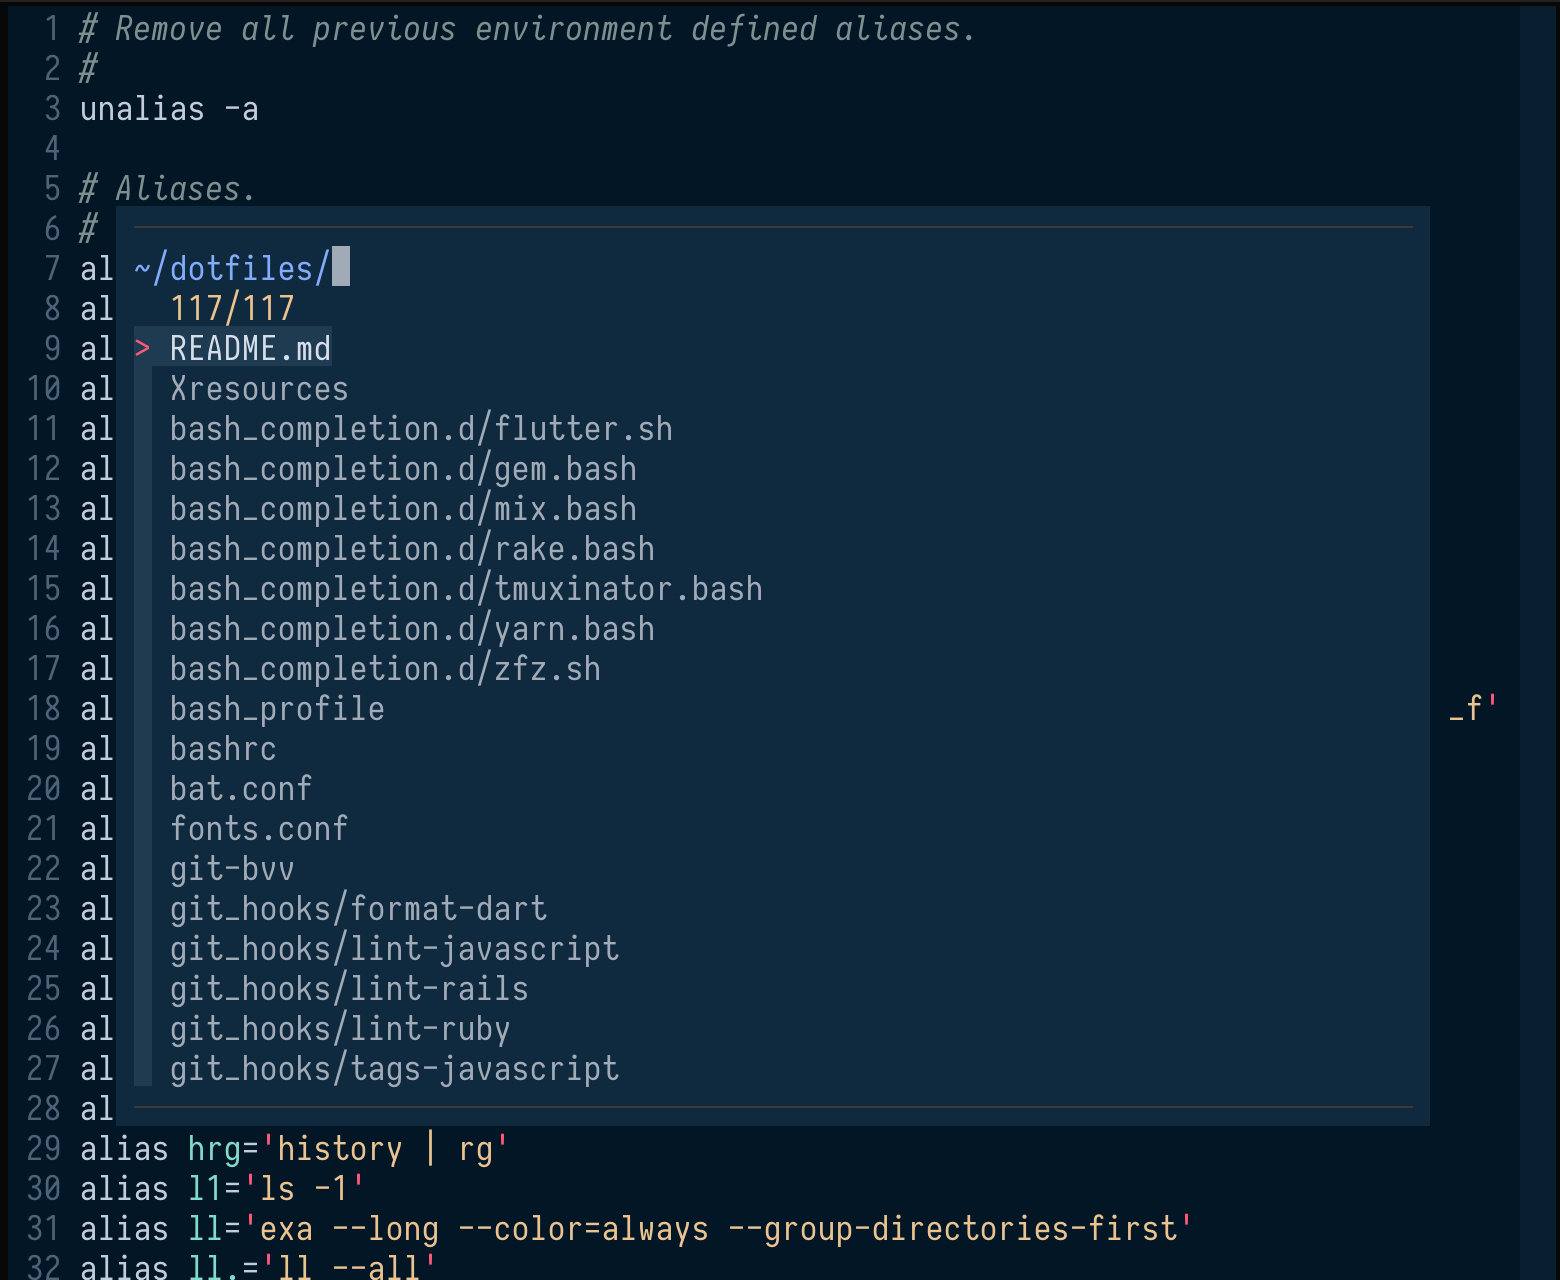 1 # Remove all previous environment defined aliases.
2 #
3 unalias -a
4
5 # Aliases.
6 #
7 al ~/dotfiles/
8 al 117/117
9 al > README.md
10 al Xresources
11 al bash_completion.d/flutter.sh
12 al bash_completion.d/gem.bash
13 al bash_completion.d/mix.bash
14 al bash_completion.d/rake.bash
15 al bash_completion.d/tmuxinator.bash
16 al bash_completion.d/yarn.bash
17 al bash_completion.d/zfz.sh
18 al bash_profile _f'
19 al bashrc
20 al bat.conf
21 al fonts.conf
22 al git-bvv
23 al git_hooks/format-dart
24 al git_hooks/lint-javascript
25 al git_hooks/lint-rails
26 al git_hooks/lint-ruby
27 al git_hooks/tags-javascript
28 al
29 alias hrg='history | rg'
30 alias l1='ls -1'
31 alias ll='exa --long --color=always --group-directories-first'
32 alias ll.='ll --all'